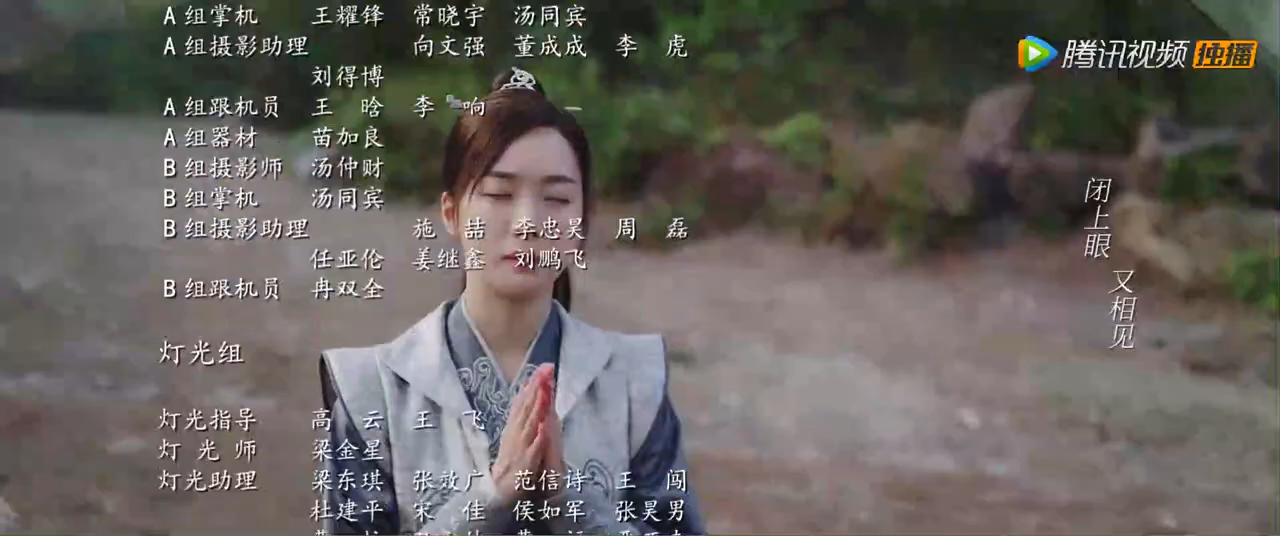 A组掌机 王耀锋 常晓宇 汤同宾
A组摄影助理 向文强 董成成 李虎
刘得博
A组跟机员 王晗 李响
A组器材 苗加良
B组摄影师 汤仲财
B组掌机 汤同宾
B组摄影助理 施喆 李忠昊 周磊
任亚伦 姜继鑫 刘鹏飞
B组跟机员 冉双全
灯光组
灯光指导 高云 王飞
灯光师 梁金星
灯光助理 梁东琪 张效广 范信诗 王闯
杜建平 宋佳 侯如军 张昊男
腾讯视频 独播
闭上眼
又相见